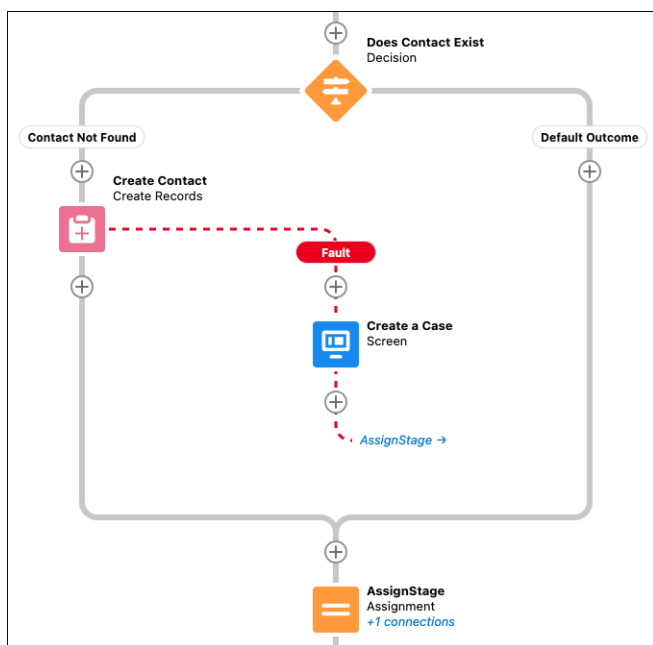 Does Contact Exist
Decision
Contact Not Found
Default Outcome
Create Contact
Create Records
Fault
Create a Case
Screen
AssignStage →
AssignStage
Assignment
+1 connections